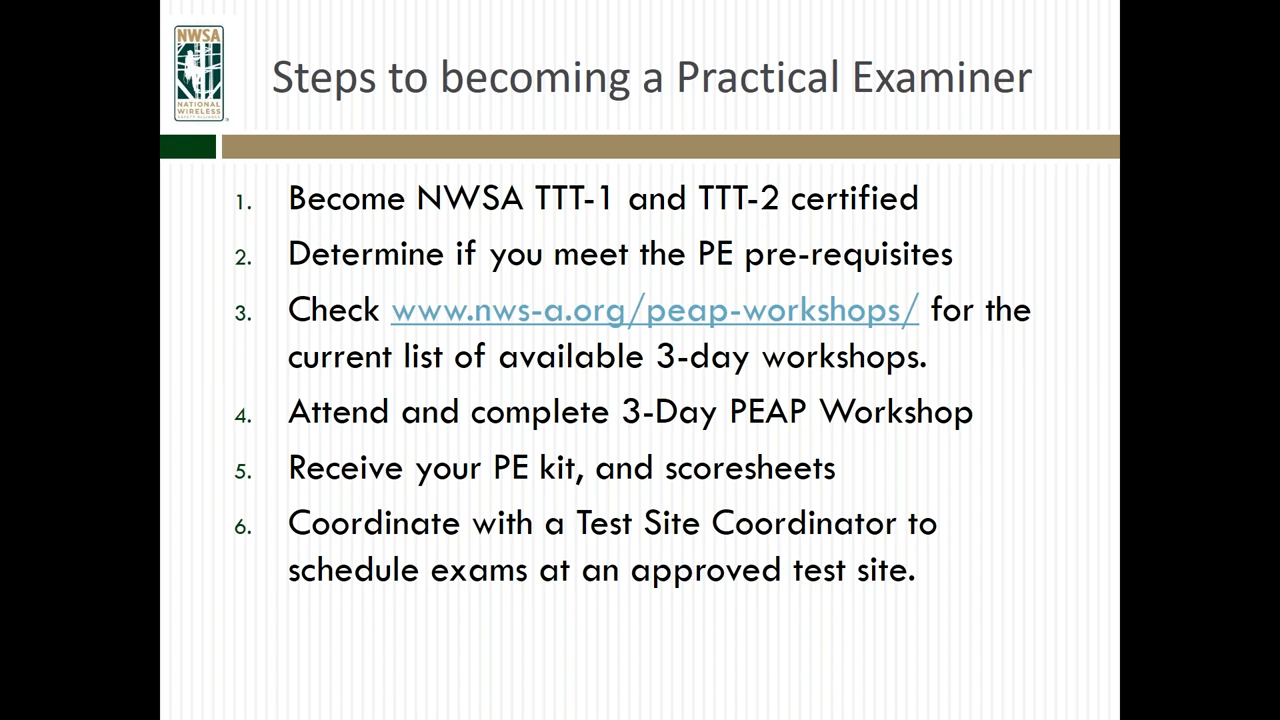 NWSA
NATIONAL
WIRELESS
SAFETY ALLIANCE
Steps to becoming a Practical Examiner
1. Become NWSA TTT-1 and TTT-2 certified
2. Determine if you meet the PE pre-requisites
3. Check www.nws-a.org/peap-workshops/ for the
current list of available 3-day workshops.
4. Attend and complete 3-Day PEAP Workshop
5. Receive your PE kit, and scoresheets
6. Coordinate with a Test Site Coordinator to
schedule exams at an approved test site.